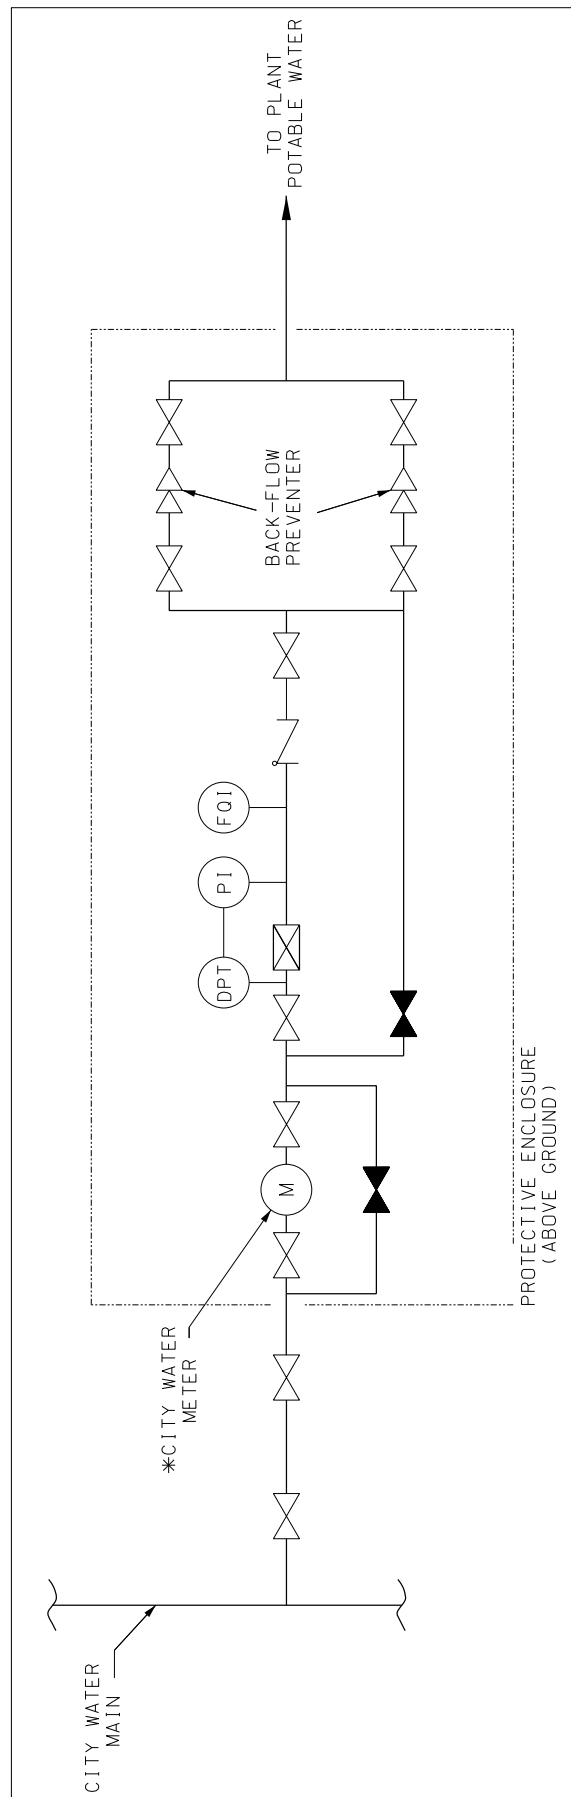 CITY WATER
MAIN
✳CITY WATER
METER
M
DPT
PI
FQI
BACK-FLOW
PREVENTER
TO PLANT
POTABLE WATER
PROTECTIVE ENCLOSURE
(ABOVE GROUND)